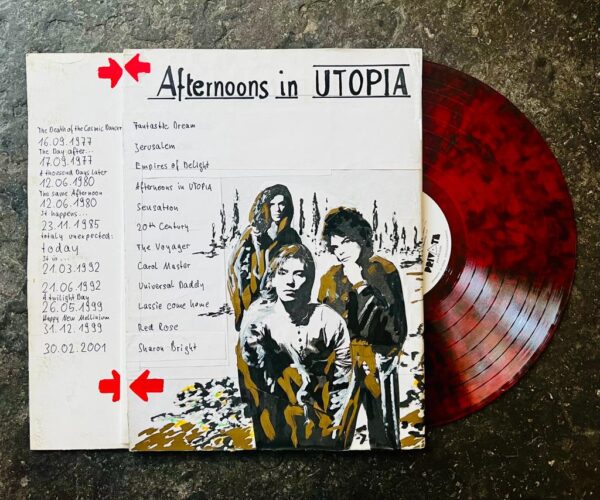 Afternoons in UTOPIA
The Death of the Cosmic Dancer
16.09.1977
The Day after...
17.09.1977
A thousend Days Later
12.06.1980
The same Afternoon
12.06.1980
It happens...
23.11.1985
totaly unexpected:
today
It is...
21.03.1992
21.06.1992
A twilight Day
26.05.1999
Happy New Mellinium
31.12.1999
30.02.2001
Fantastic Dream
Jerusalem
Empires of Delight
Afternoons in UTOPIA
Sensation
20th Century
The Voyager
Carol Master
Universal Daddy
Lassie come home
Red Rose
Sharon Bright